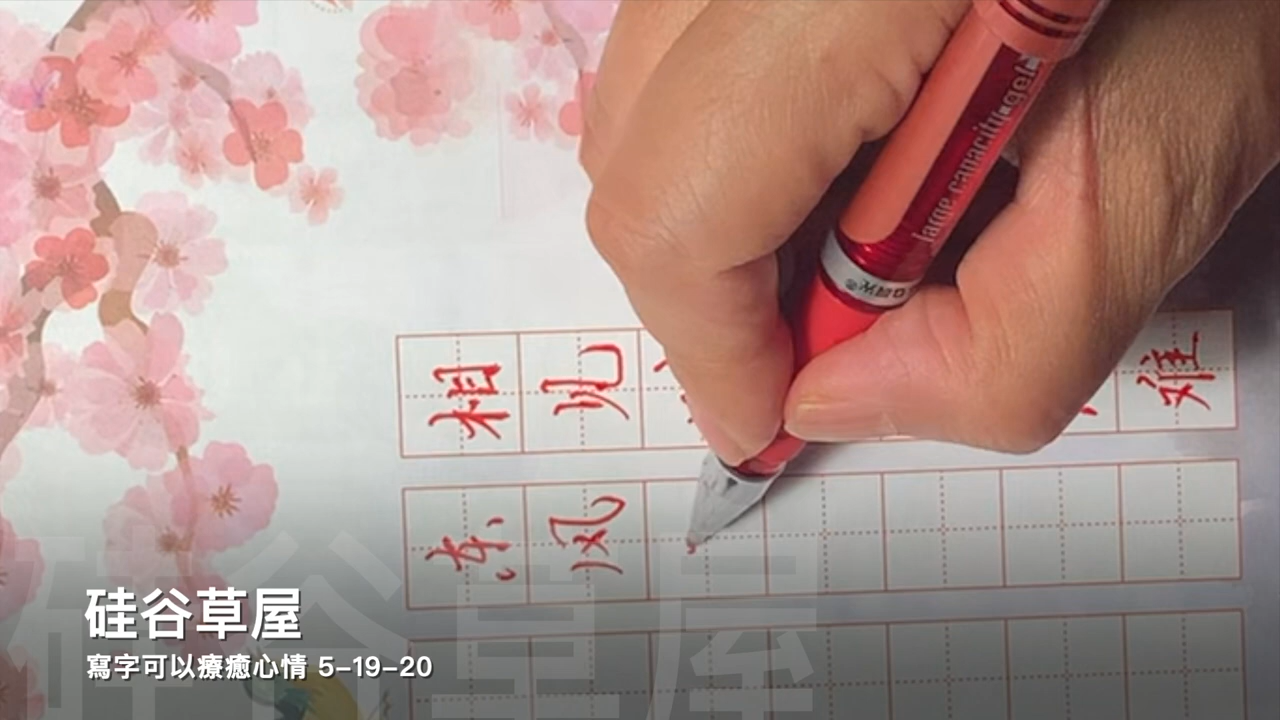 large capacity gel
相见
难
东风
硅谷草屋
寫字可以療癒心情 5-19-20